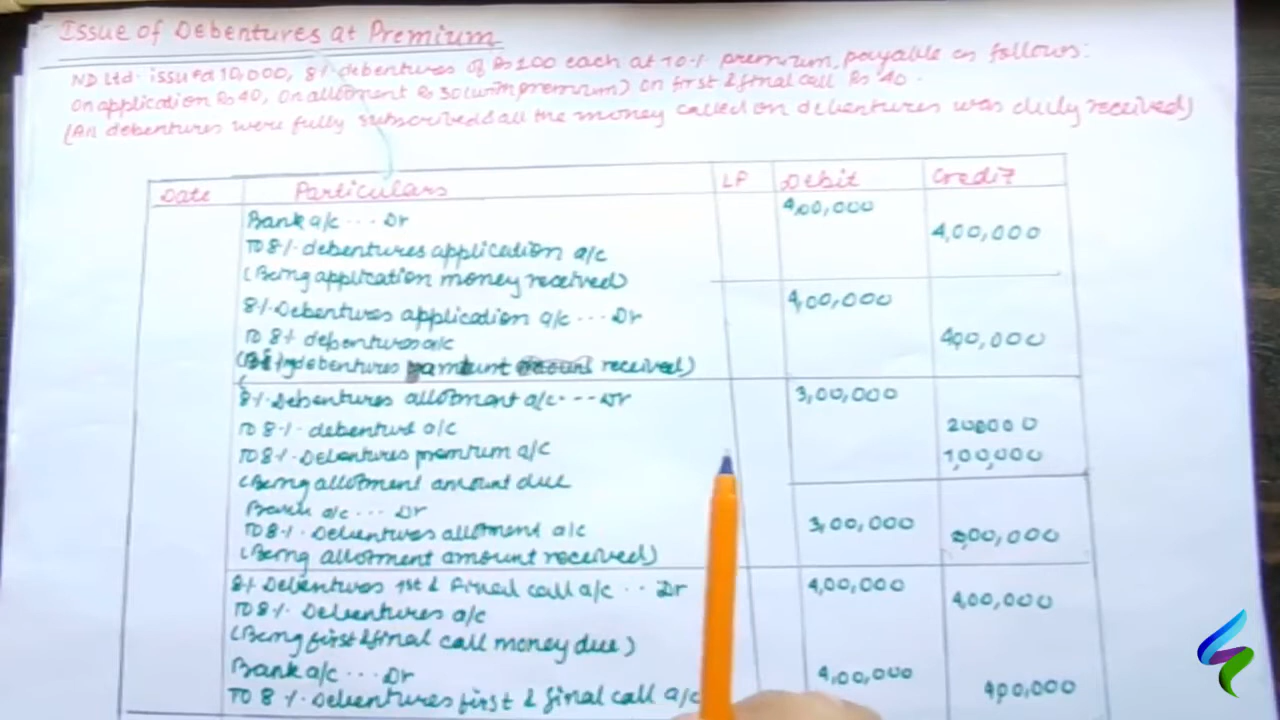 Issue of Debentures at Premium
ND Ltd. issued 10,000, 8% debentures of Rs 100 each at 10% premium, payable as follows:
On application Rs 40, On allotment Rs 30 (with premium) On first & final call Rs 40.
(All debentures were fully subscribed & all the money called on debentures was duly received)
Date Particulars LF Debit Credit
Bank a/c ... Dr 4,00,000
To 8% debentures application a/c 4,00,000
(Being application money received)
8% Debentures application a/c ... Dr 4,00,000
To 8% debentures a/c 400,000
debentures received)
8% Debentures allotment a/c ... Dr 3,00,000
To 8% debenture a/c 200000
To 8% Debentures premium a/c 1,00,000
(Being allotment amount due
Bank a/c ... Dr 3,00,000
To 8% Debentures allotment a/c 300,000
(Being allotment amount received)
8% Debentures 1st & Final call a/c .. Dr 4,00,000
To 8% Debentures a/c 4,00,000
(Being first & final call money due)
Bank a/c ... Dr 4,00,000
To 8% Debentures first & final call a/c 400,000